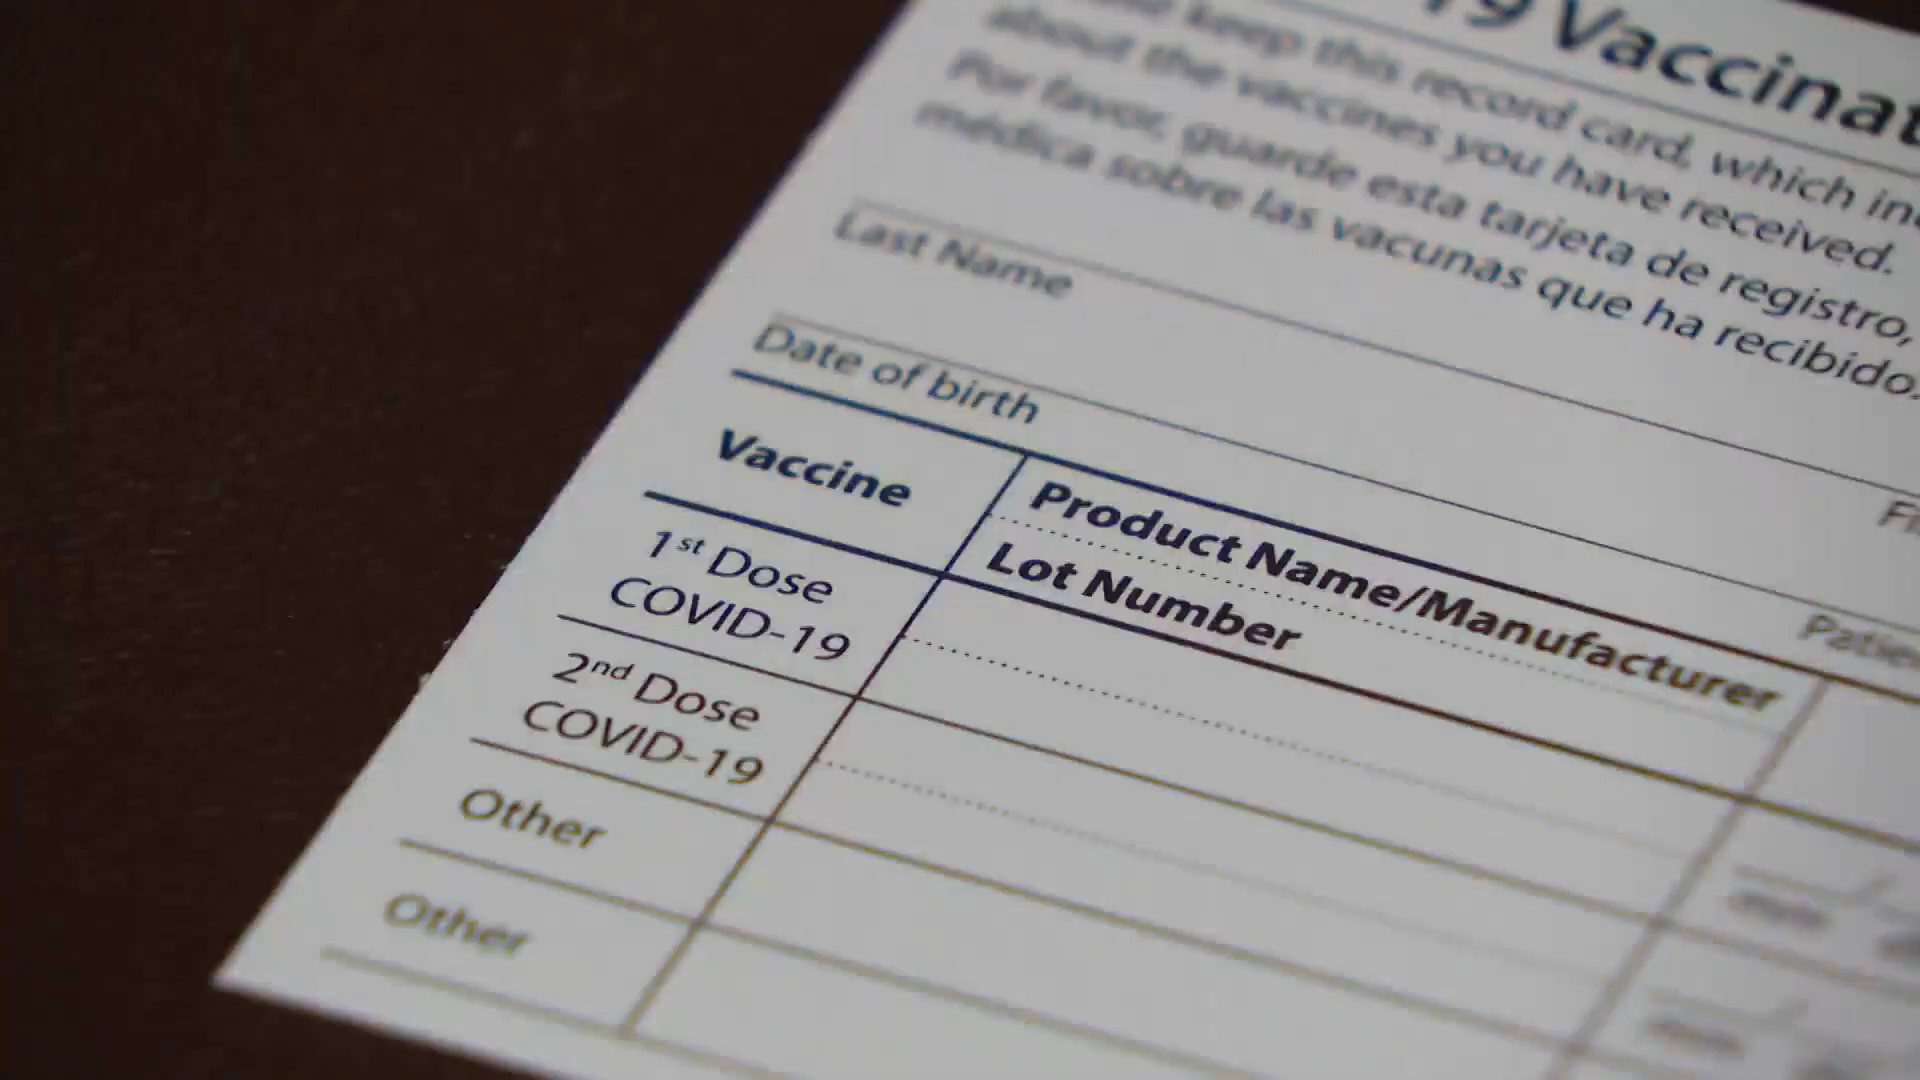 19 Vaccinat
keep this record card, which in
about the vaccines you have received.
Por favor, guarde esta tarjeta de registro,
médica sobre las vacunas que ha recibido.
Last Name
Date of birth
Patie
Vaccine
Product Name/Manufacturer
Lot Number
1st Dose
COVID-19
2nd Dose
COVID-19
Other
Other